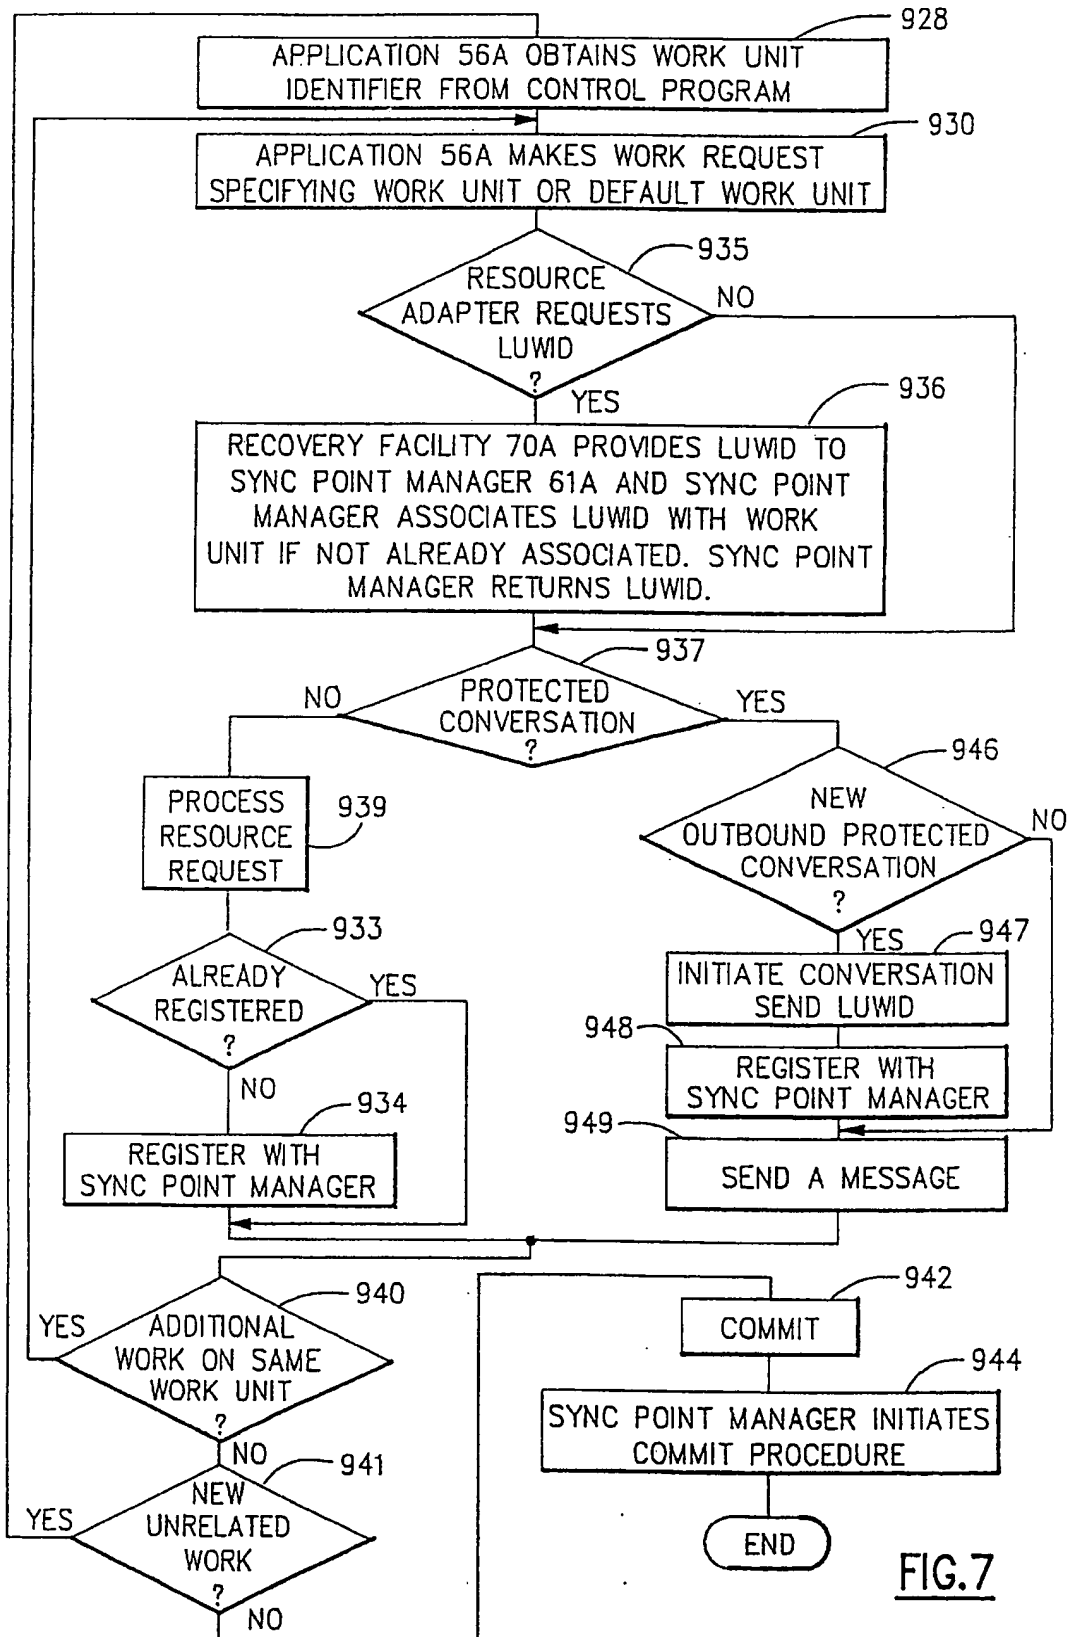 928
APPLICATION 56A OBTAINS WORK UNIT
IDENTIFIER FROM CONTROL PROGRAM
930
APPLICATION 56A MAKES WORK REQUEST
SPECIFYING WORK UNIT OR DEFAULT WORK UNIT
935
RESOURCE
ADAPTER REQUESTS
LUWID
?
NO
YES
936
RECOVERY FACILITY 70A PROVIDES LUWID TO
SYNC POINT MANAGER 61A AND SYNC POINT
MANAGER ASSOCIATES LUWID WITH WORK
UNIT IF NOT ALREADY ASSOCIATED. SYNC POINT
MANAGER RETURNS LUWID.
937
PROTECTED
CONVERSATION
?
NO
YES
PROCESS
RESOURCE
REQUEST
939
933
ALREADY
REGISTERED
?
YES
NO
934
REGISTER WITH
SYNC POINT MANAGER
946
NEW
OUTBOUND PROTECTED
CONVERSATION
?
NO
YES
947
INITIATE CONVERSATION
SEND LUWID
948
REGISTER WITH
SYNC POINT MANAGER
949
SEND A MESSAGE
940
ADDITIONAL
WORK ON SAME
WORK UNIT
?
YES
NO
941
NEW
UNRELATED
WORK
?
YES
NO
942
COMMIT
944
SYNC POINT MANAGER INITIATES
COMMIT PROCEDURE
END
FIG.7